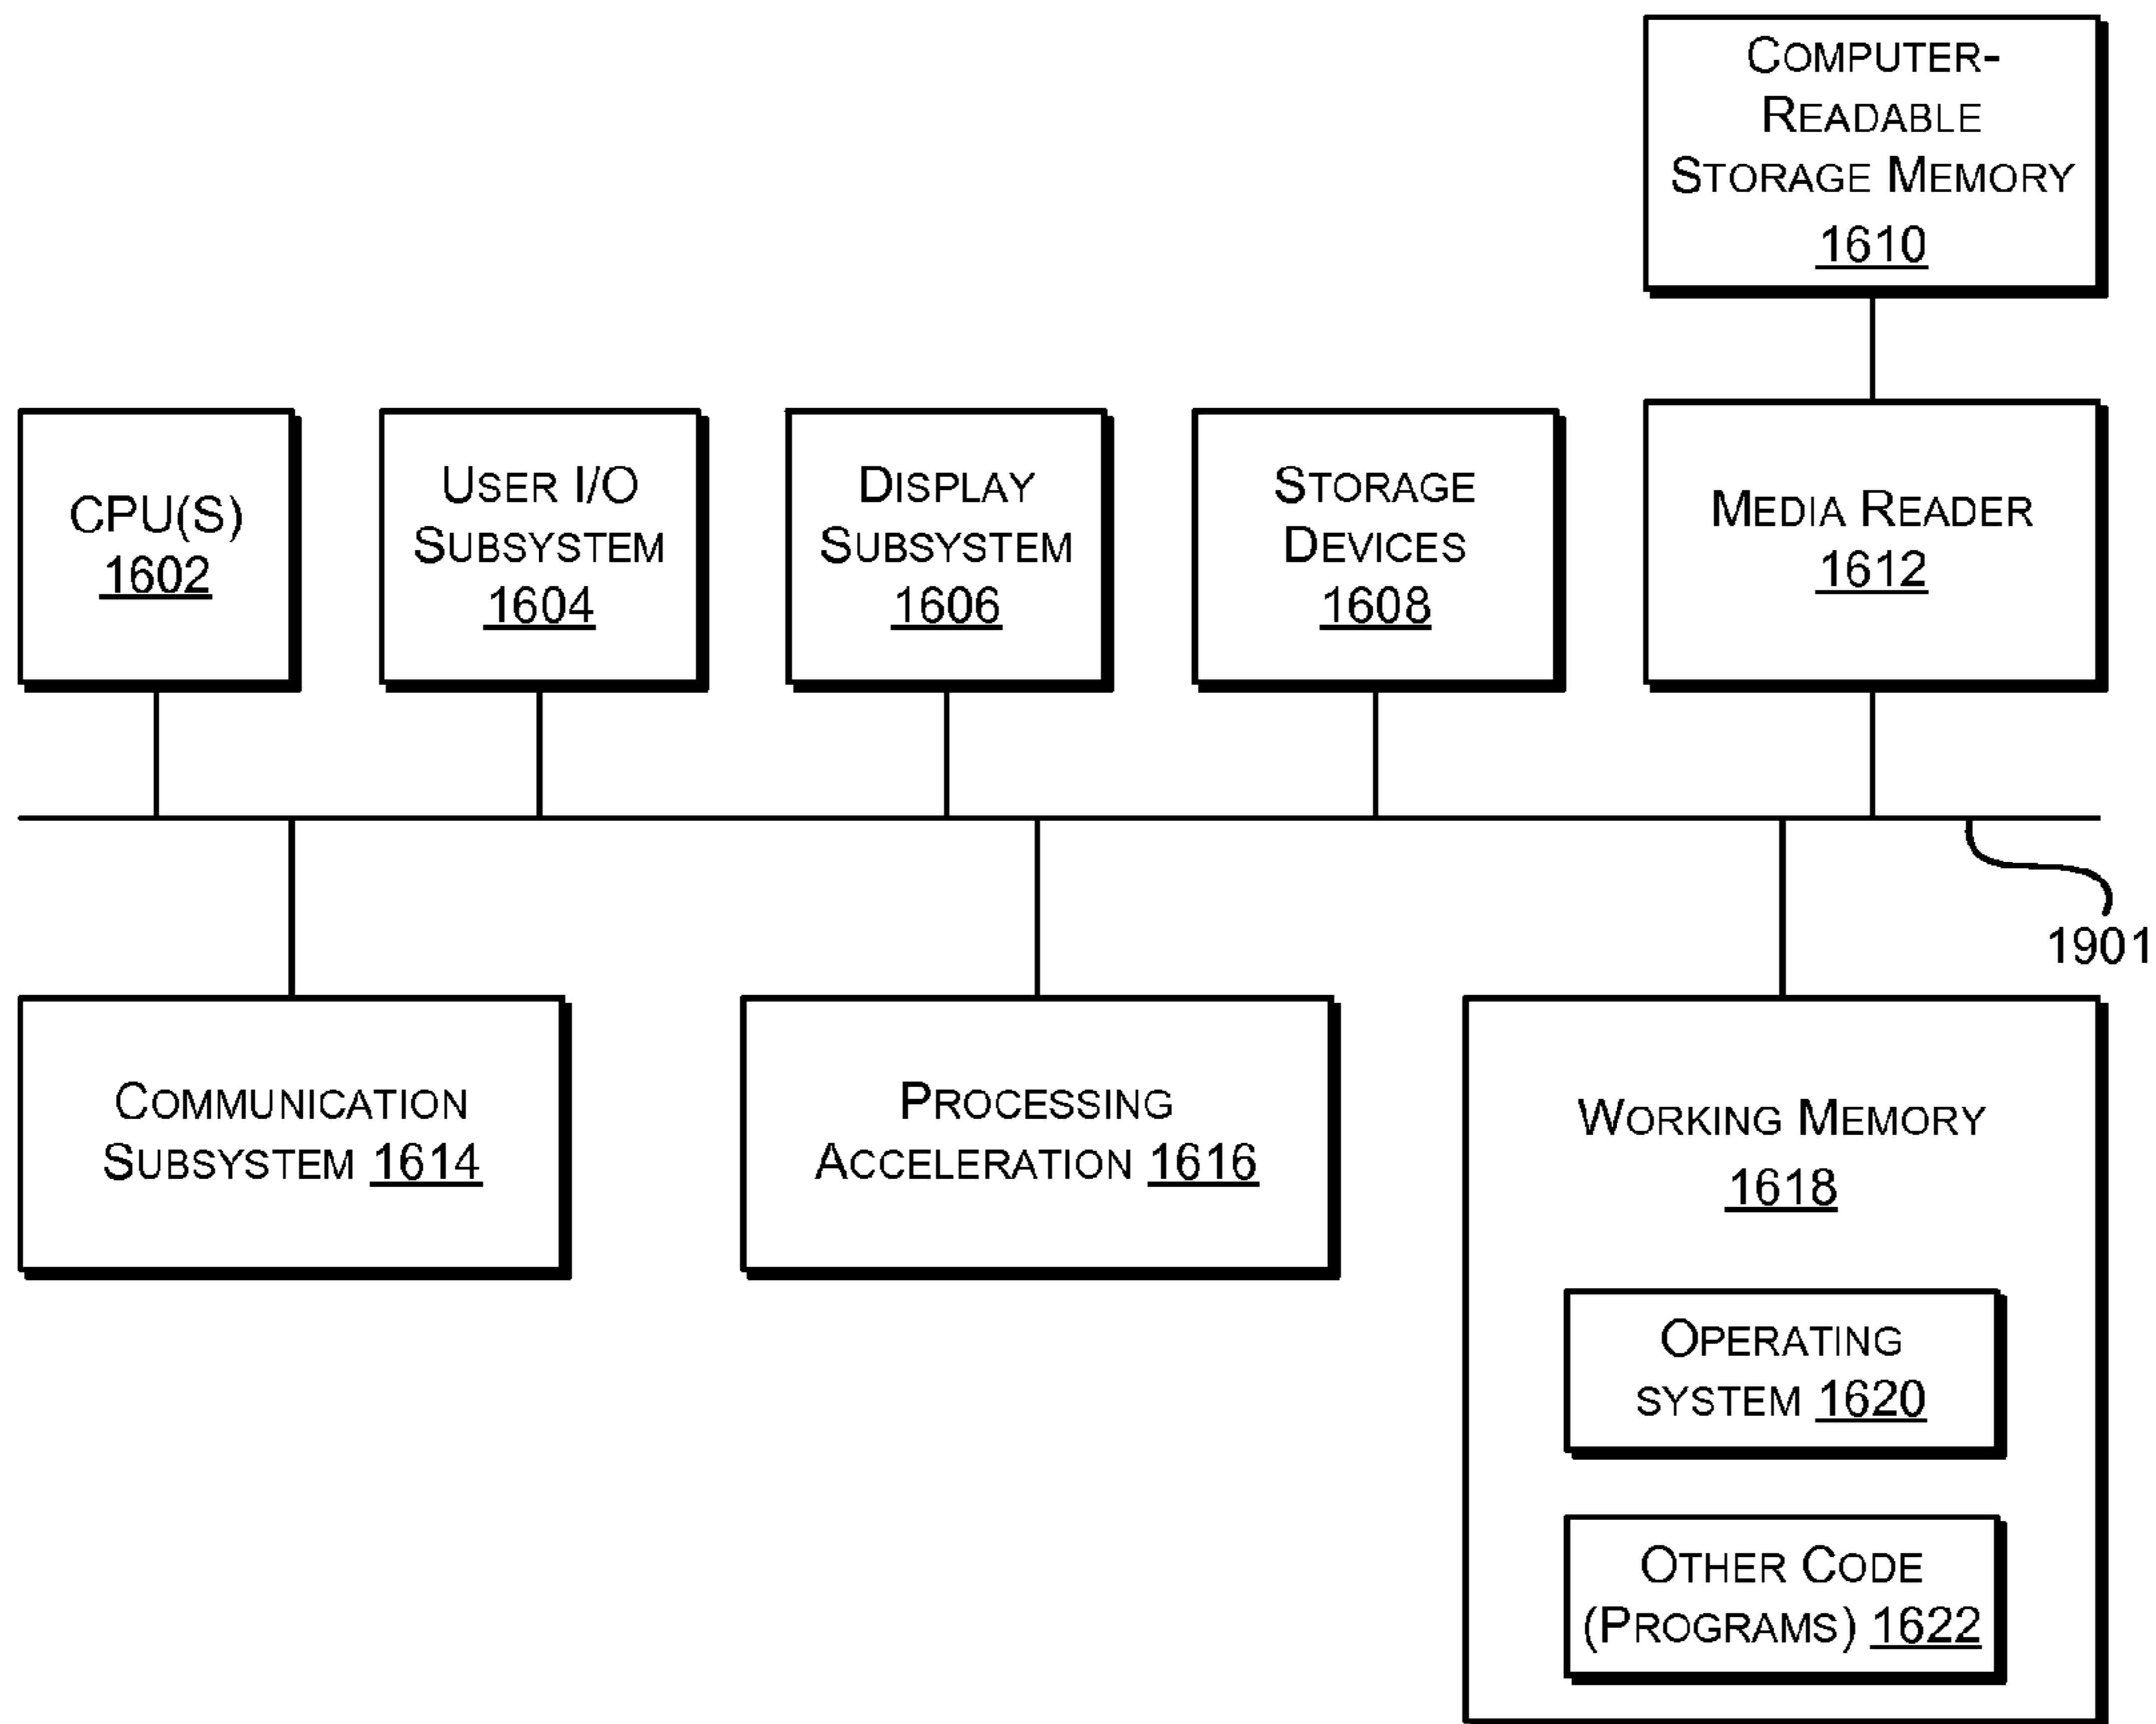 COMPUTER-
READABLE
STORAGE MEMORY
1610
CPU(S)
1602
USER I/O
SUBSYSTEM
1604
DISPLAY
SUBSYSTEM
1606
STORAGE
DEVICES
1608
MEDIA READER
1612
1901
COMMUNICATION
SUBSYSTEM 1614
PROCESSING
ACCELERATION 1616
WORKING MEMORY
1618
OPERATING
SYSTEM 1620
OTHER CODE
(PROGRAMS) 1622